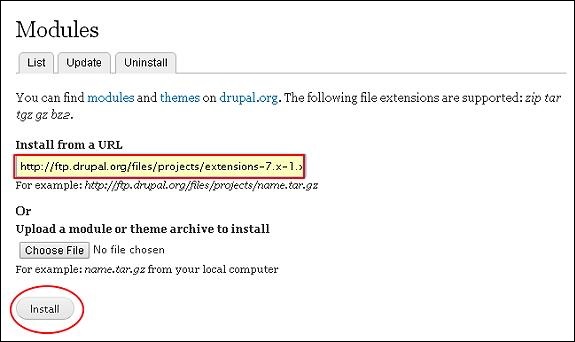 Modules
List Update Uninstall
You can find modules and themes on drupal.org. The following file extensions are supported: zip tar
tgz gz bz2.
Install from a URL
http://ftp.drupal.org/files/projects/extensions-7.x-1.x
For example: http://ftp.drupal.org/files/projects/name.tar.gz
Or
Upload a module or theme archive to install
Choose File No file chosen
For example: name.tar.gz from your local computer
Install